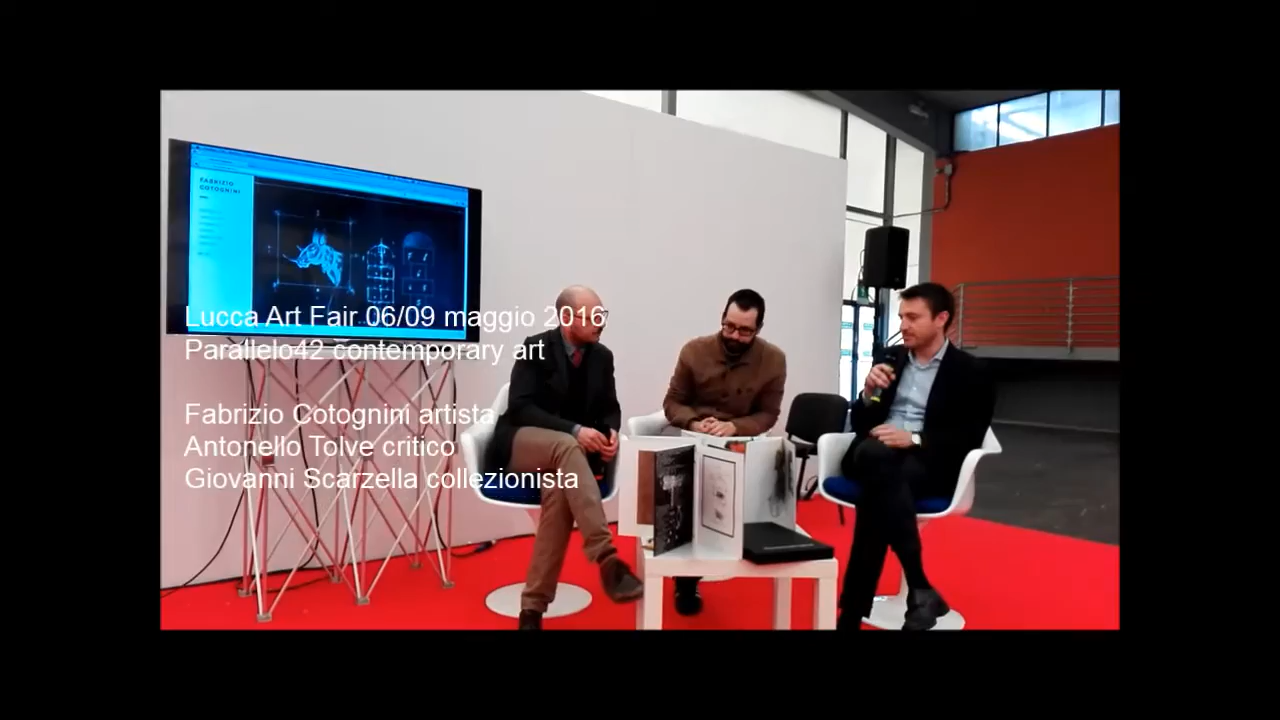 FABRIZIO
COTOGNINI
Lucca Art Fair 06/09 maggio 2016
Parallelo42 contemporary art
Fabrizio Cotognini artista
Antonello Tolve critico
Giovanni Scarzella collezionista